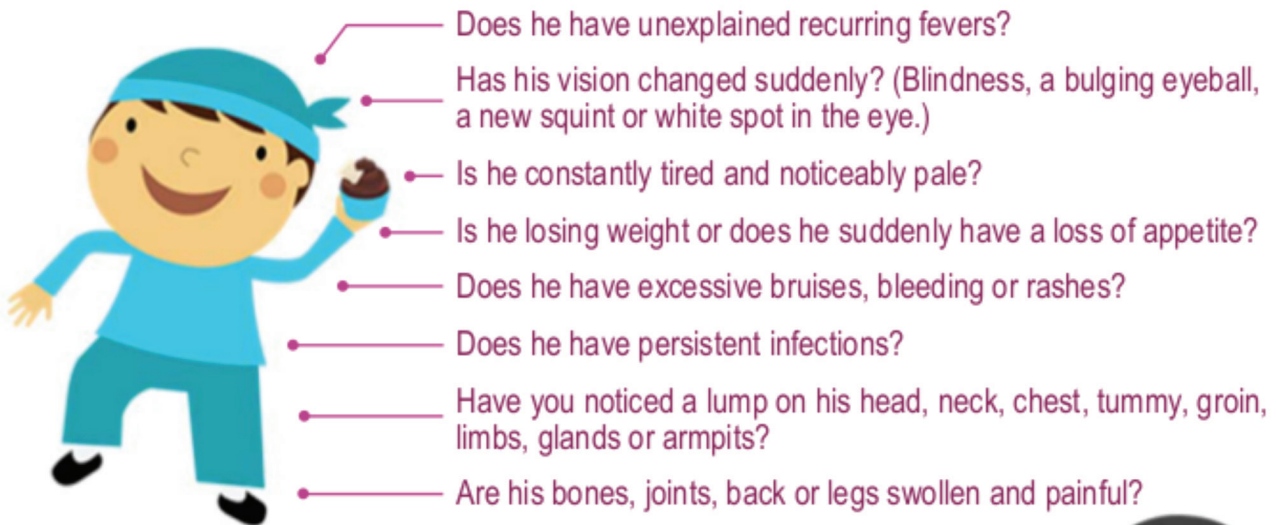 Does he have unexplained recurring fevers?
Has his vision changed suddenly? (Blindness, a bulging eyeball,
a new squint or white spot in the eye.)
Is he constantly tired and noticeably pale?
Is he losing weight or does he suddenly have a loss of appetite?
Does he have excessive bruises, bleeding or rashes?
Does he have persistent infections?
Have you noticed a lump on his head, neck, chest, tummy, groin,
limbs, glands or armpits?
Are his bones, joints, back or legs swollen and painful?